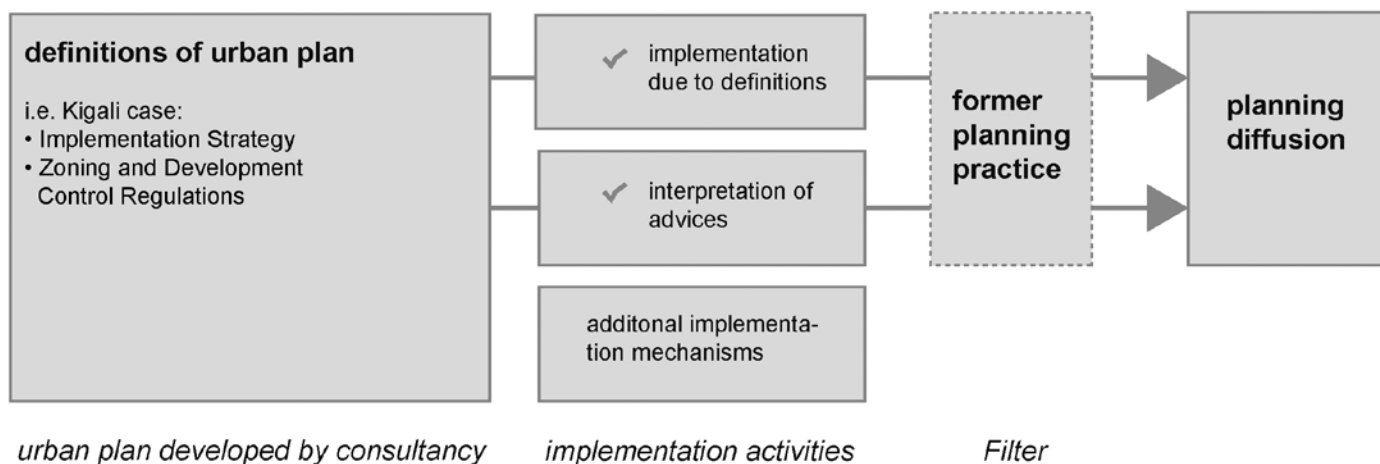 definitions of urban plan
i.e. Kigali case:
• Implementation Strategy
• Zoning and Development
Control Regulations
implementation
due to definitions
interpretation of
advices
additonal implementa-
tion mechanisms
former
planning
practice
planning
diffusion
urban plan developed by consultancy
implementation activities
Filter